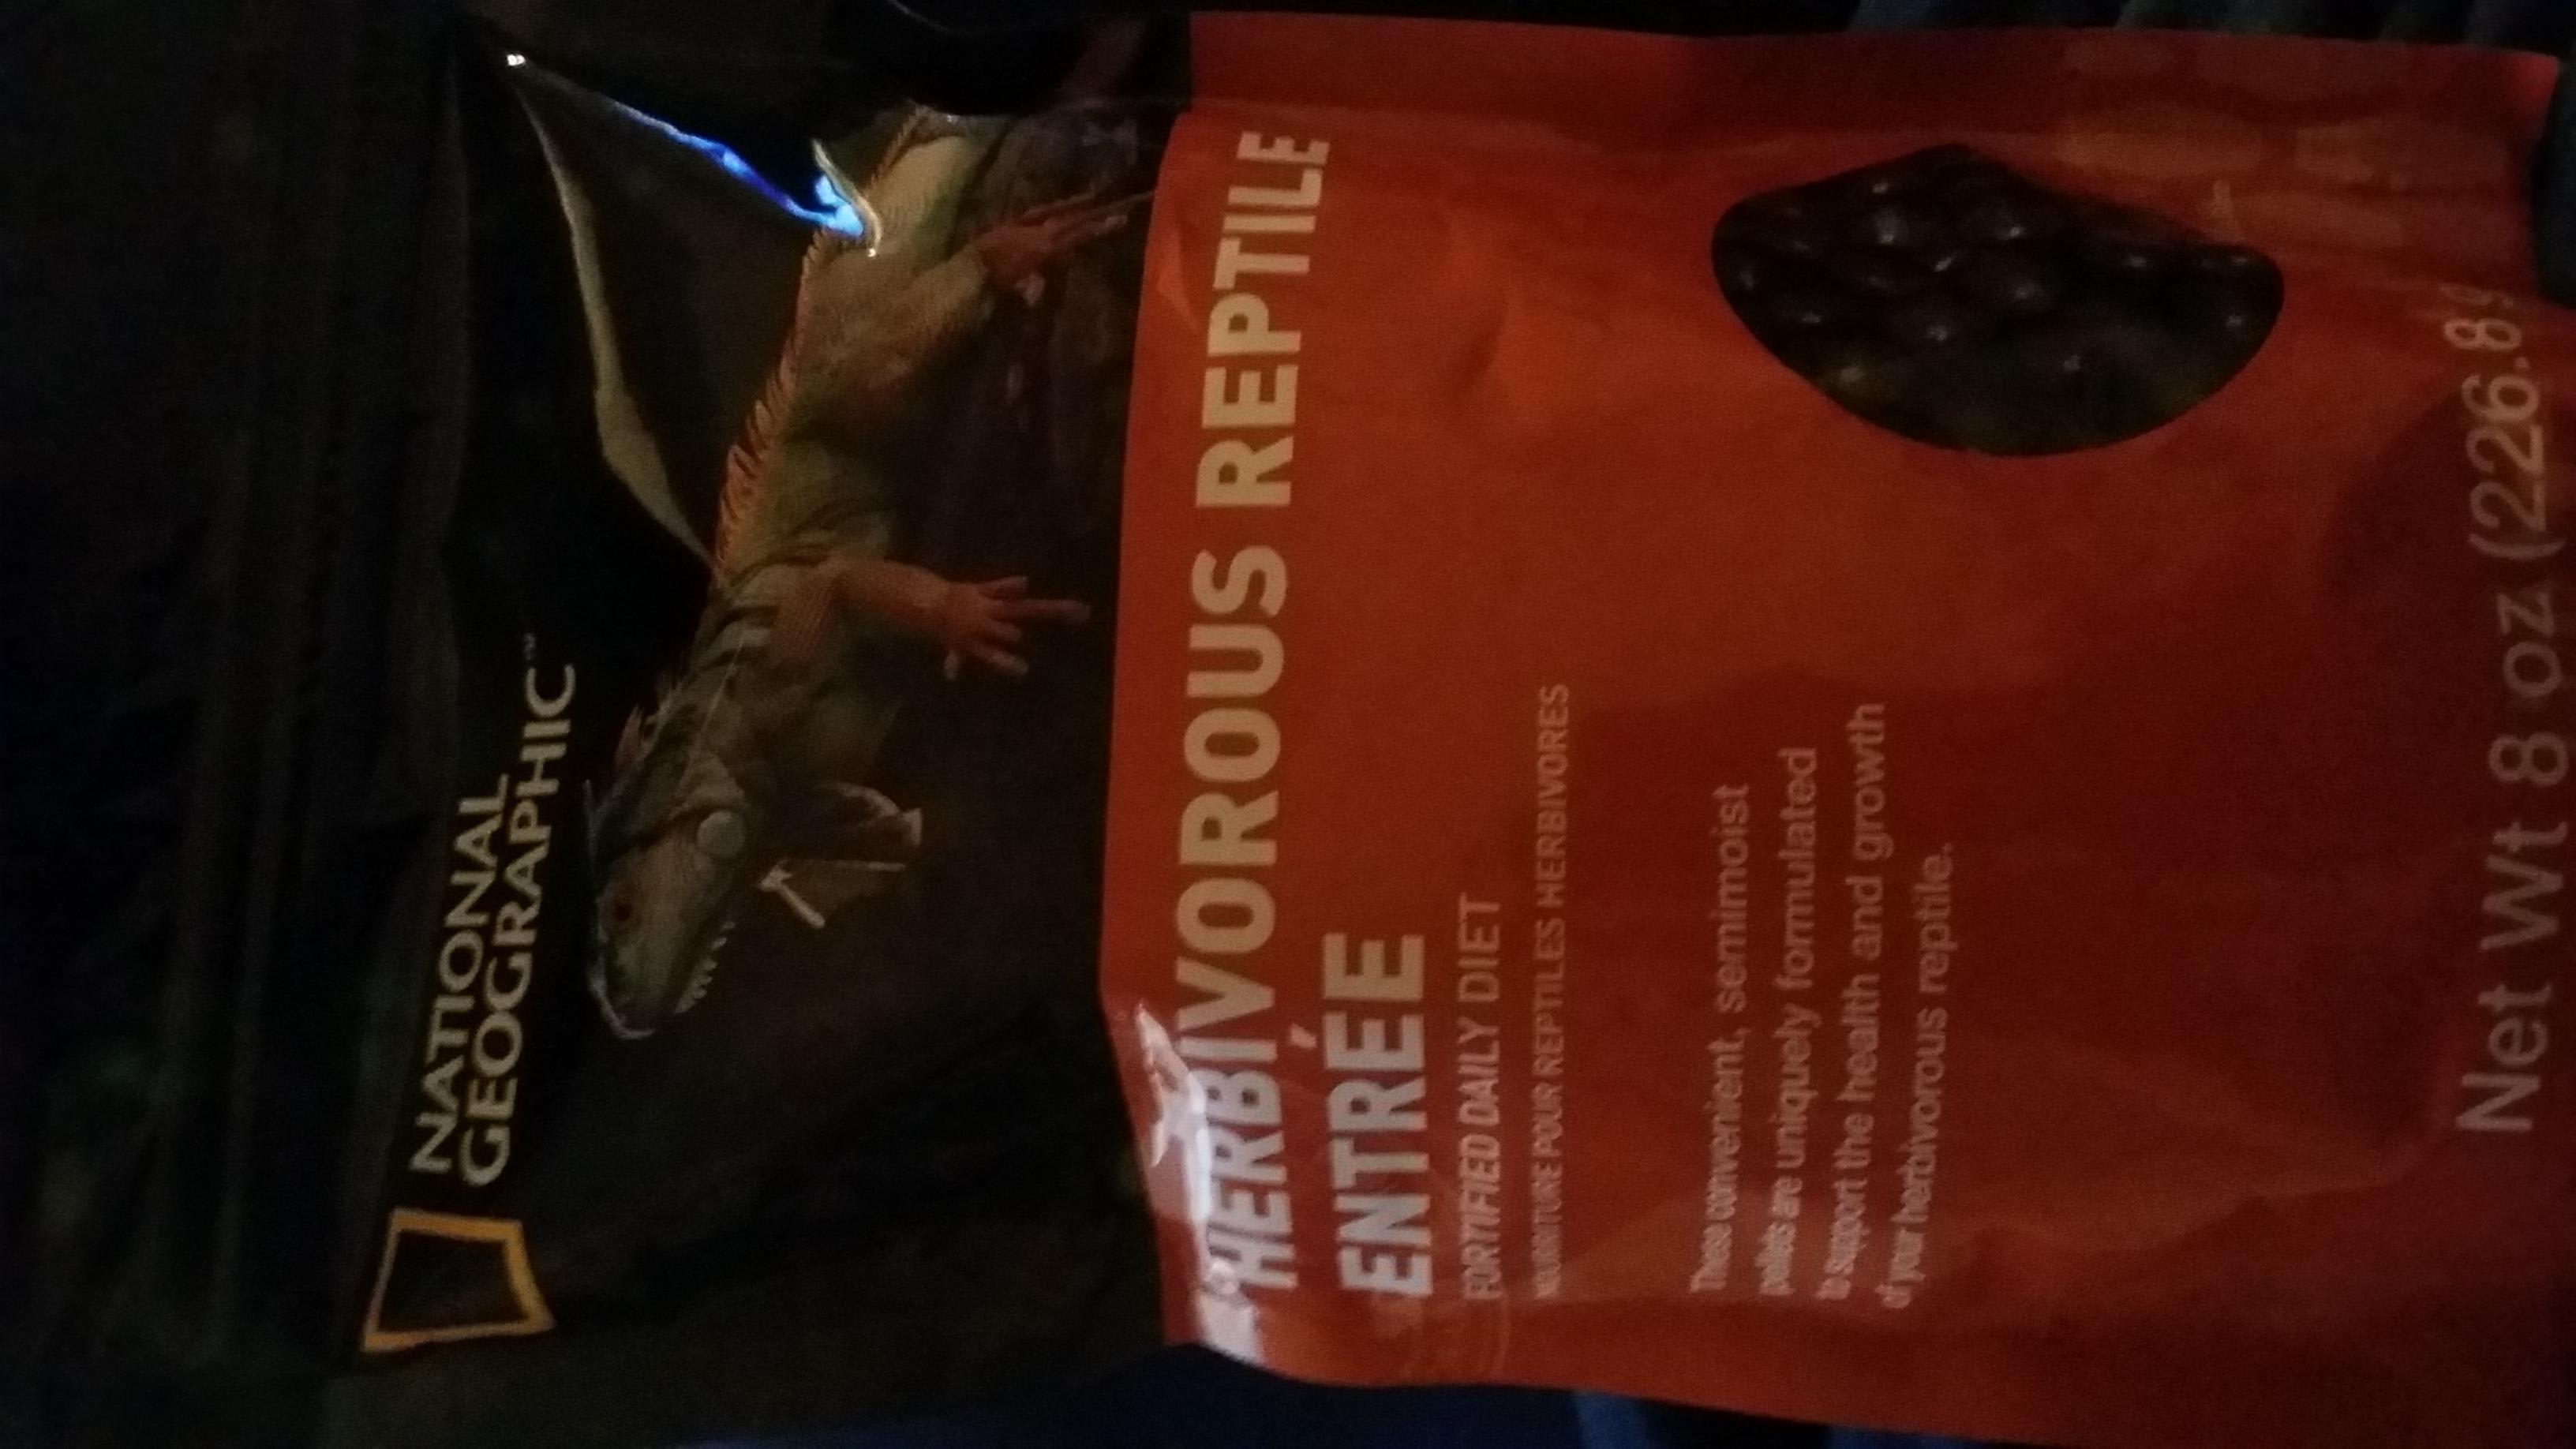 NATIONAL
GEOGRAPHIC™
HERBIVOROUS REPTILE
ENTRÉE
FORTIFIED DAILY DIET
NOURRITURE POUR REPTILES HERBIVORES
These convenient, semimoist
pellets are uniquely formulated
to support the health and growth
of your herbivorous reptile.
Net Wt 8 oz (226.8 g